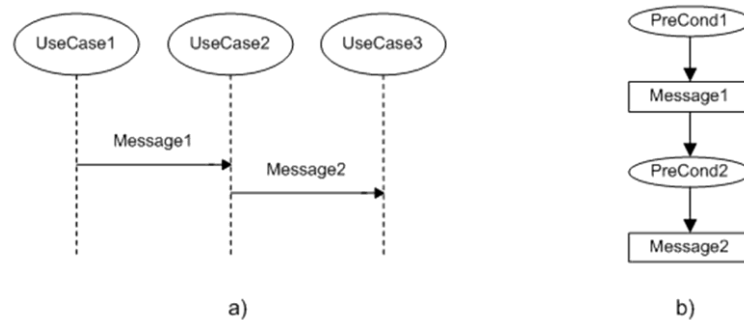 UseCase1
UseCase2
UseCase3
Message1
Message2
a)
PreCond1
Message1
PreCond2
Message2
b)